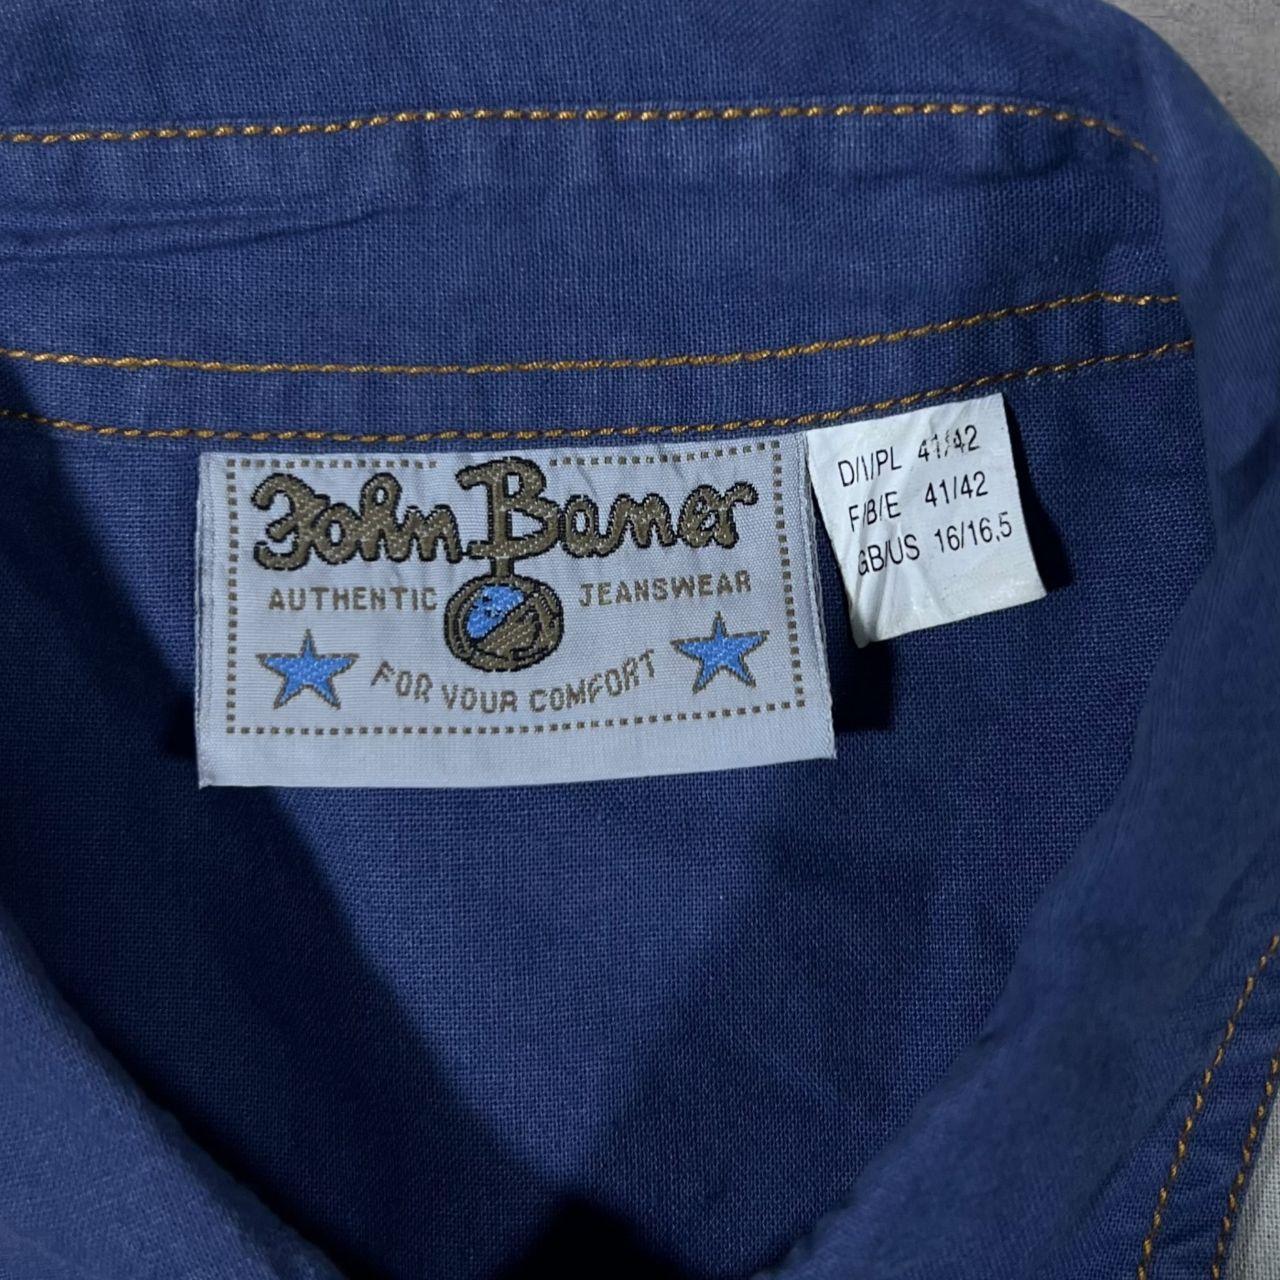 John Baner
AUTHENTIC JEANSWEAR
FOR YOUR COMFORT
D/I/PL 41/42
F/B/E 41/42
GB/US 16/16.5